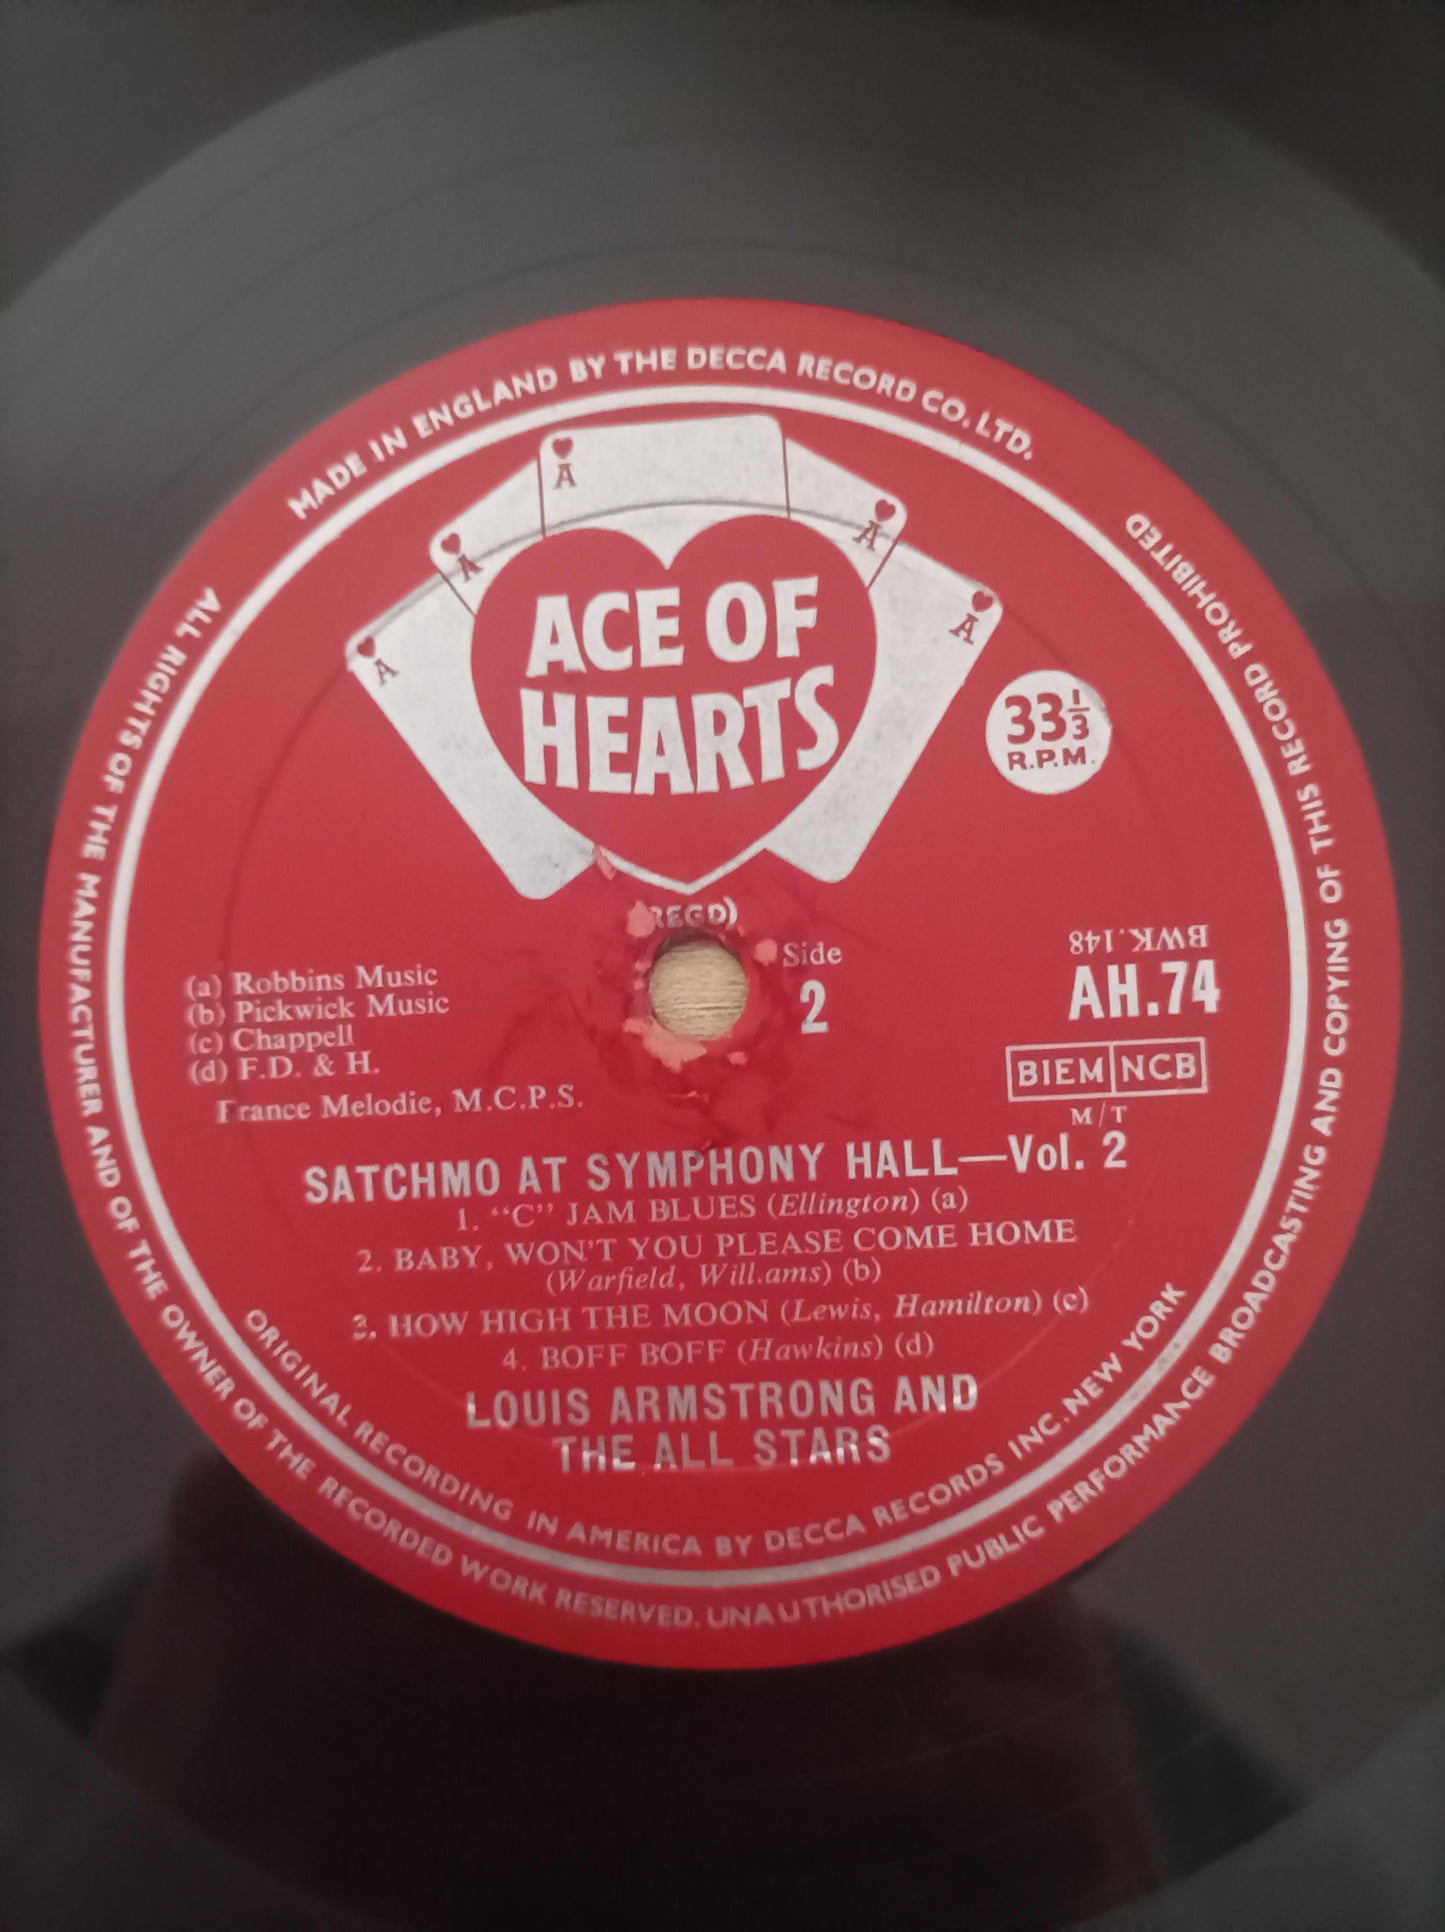 MADE IN ENGLAND BY THE DECCA RECORD CO. LTD.
A
A
A
A
A
ACE OF
HEARTS
33 1/3
R.P.M.
(REGD)
Side
2
BWK.148
AH.74
BIEM NCB
M/T
(a) Robbins Music
(b) Pickwick Music
(c) Chappell
(d) F.D. & H.
France Melodie, M.C.P.S.
SATCHMO AT SYMPHONY HALL—Vol. 2
1. "C" JAM BLUES (Ellington) (a)
2. BABY, WON'T YOU PLEASE COME HOME
(Warfield, Will.ams) (b)
3. HOW HIGH THE MOON (Lewis, Hamilton) (c)
4. BOFF BOFF (Hawkins) (d)
LOUIS ARMSTRONG AND
THE ALL STARS
ORIGINAL RECORDING IN AMERICA BY DECCA RECORDS INC. NEW YORK
ALL RIGHTS OF THE MANUFACTURER AND OF THE OWNER OF THE RECORDED WORK RESERVED. UNAUTHORISED PUBLIC PERFORMANCE BROADCASTING AND COPYING OF THIS RECORD PROHIBITED